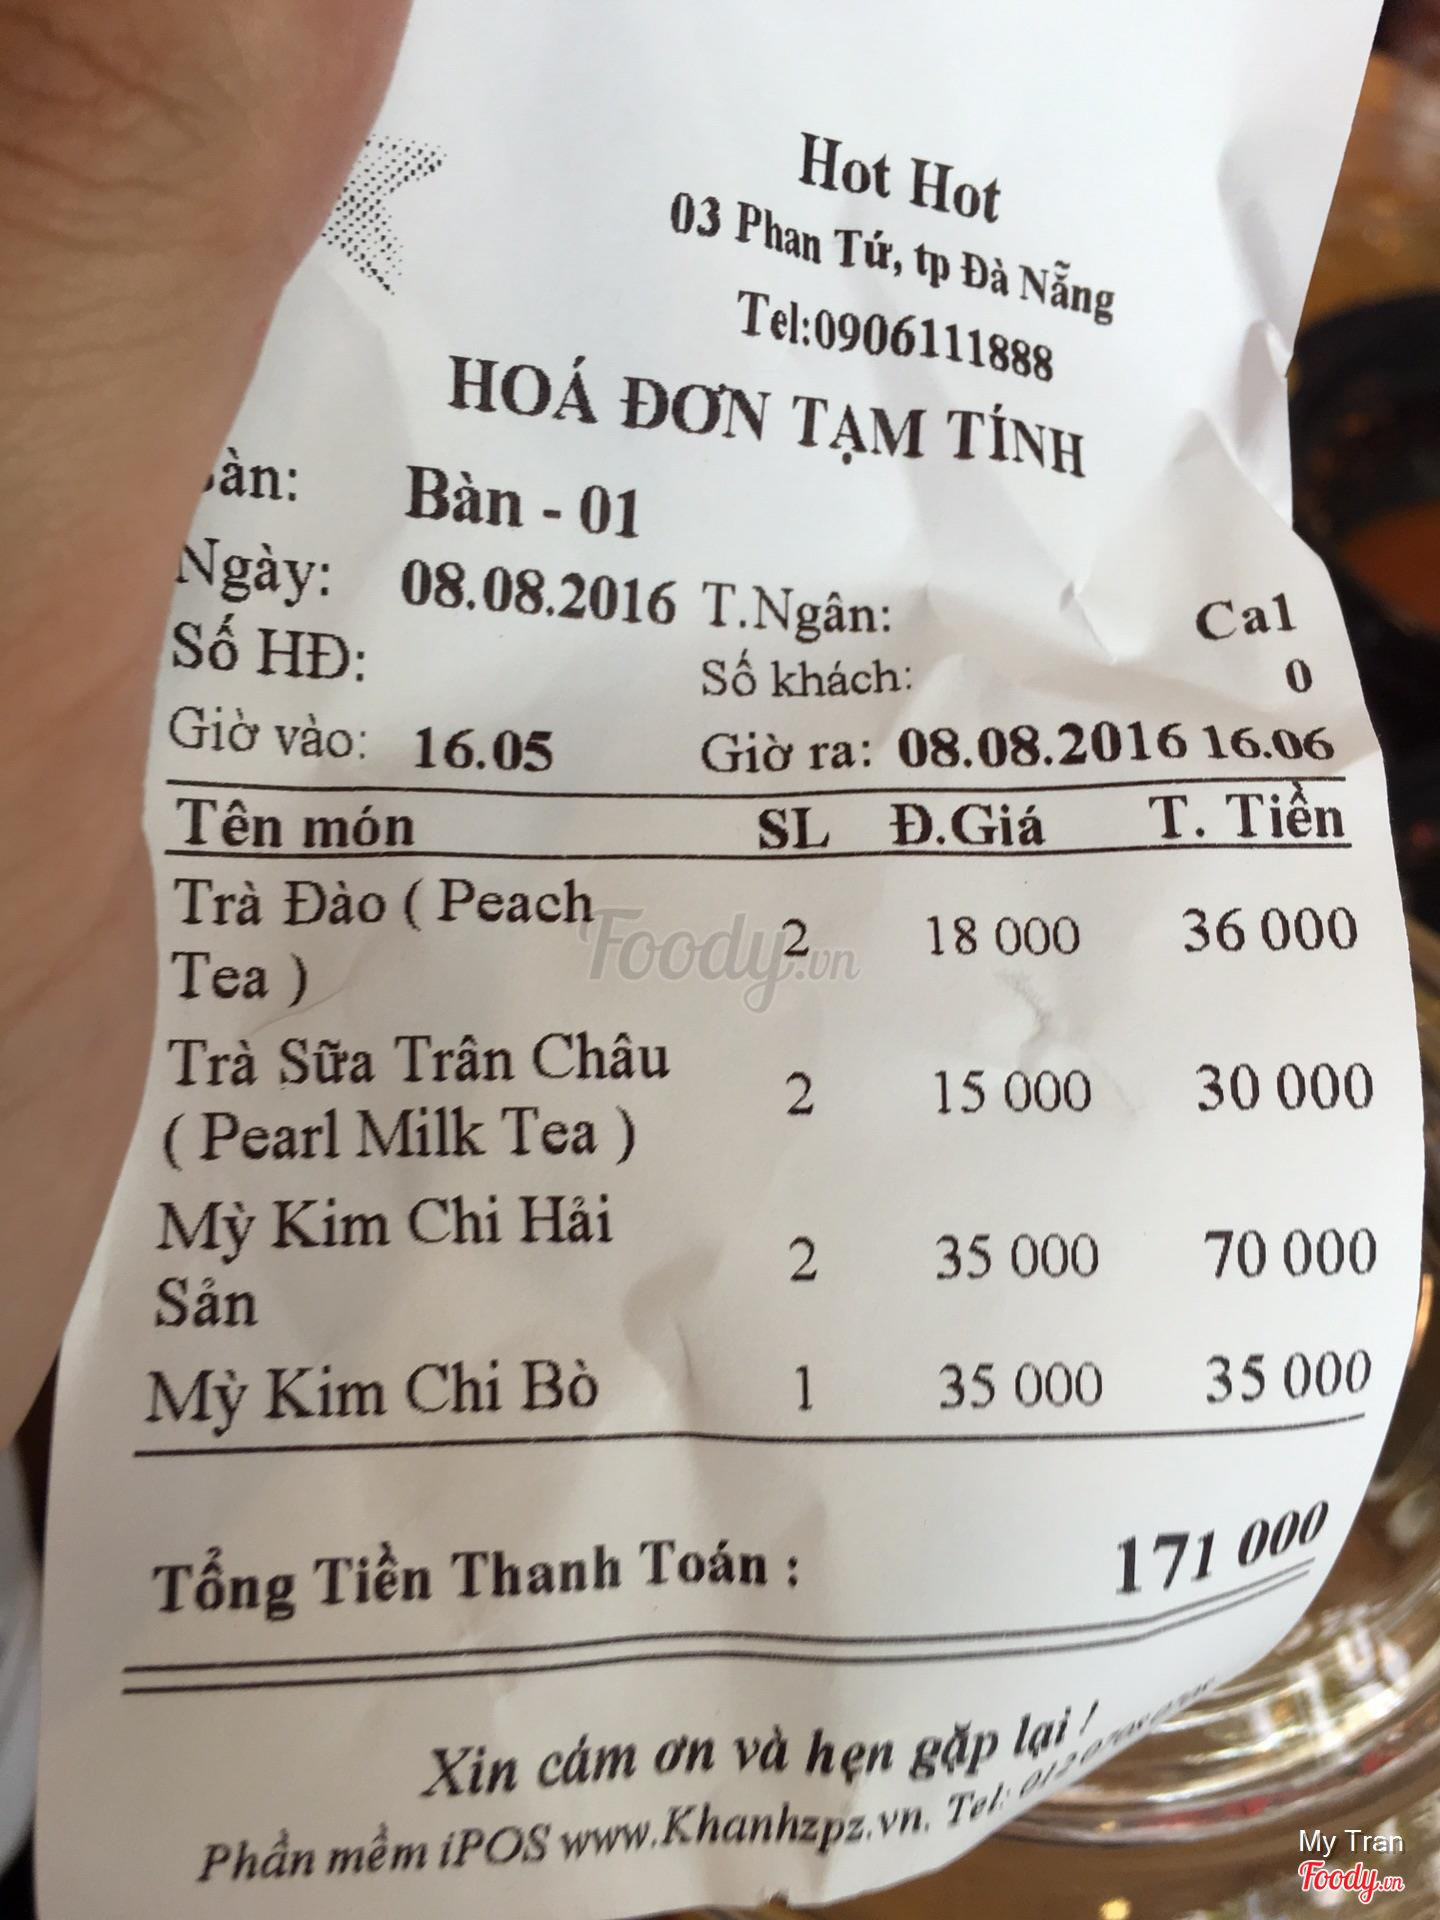 Hot Hot
03 Phan Tứ, tp Đà Nẵng
Tel:0906111888
HOÁ ĐƠN TẠM TÍNH
Bàn - 01
Ngày: 08.08.2016 T.Ngân: Ca1
Số HĐ: Số khách: 0
Giờ vào: 16.05 Giờ ra: 08.08.2016 16.06
Tên món SL Đ.Giá T. Tiền
Trà Đào ( Peach
Tea ) 2 18 000 36 000
Trà Sữa Trân Châu
( Pearl Milk Tea ) 2 15 000 30 000
Mỳ Kim Chi Hải
Sản 2 35 000 70 000
Mỳ Kim Chi Bò 1 35 000 35 000
Tổng Tiền Thanh Toán : 171 000
Xin cám ơn và hẹn gặp lại !
Phần mềm iPOS www.Khanhzpz.vn. Tel:
Foody.vn
My Tran
Foody.vn